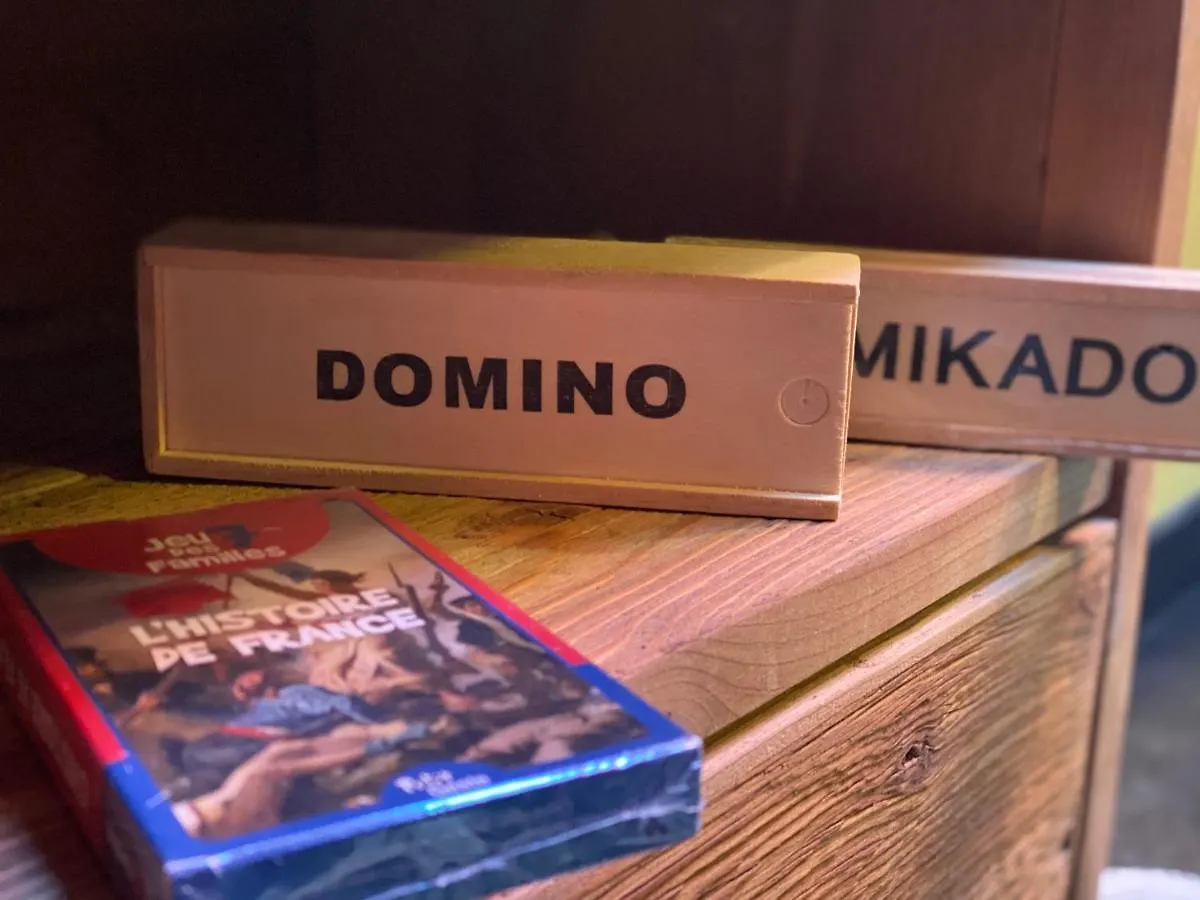 DOMINO
MIKADO
Jeu
Des
Familles
L'HISTOIRE
DE FRANCE